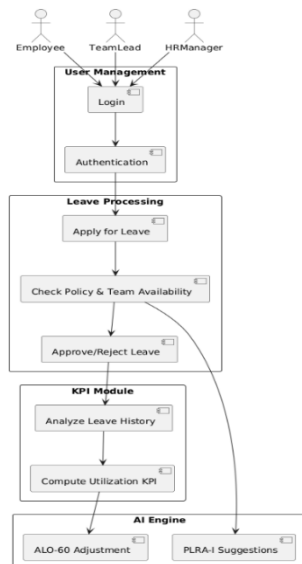 Employee TeamLead HRManager
User Management
Login
Authentication
Leave Processing
Apply for Leave
Check Policy & Team Availability
Approve/Reject Leave
KPI Module
Analyze Leave History
Compute Utilization KPI
AI Engine
ALO-60 Adjustment PLRA-I Suggestions